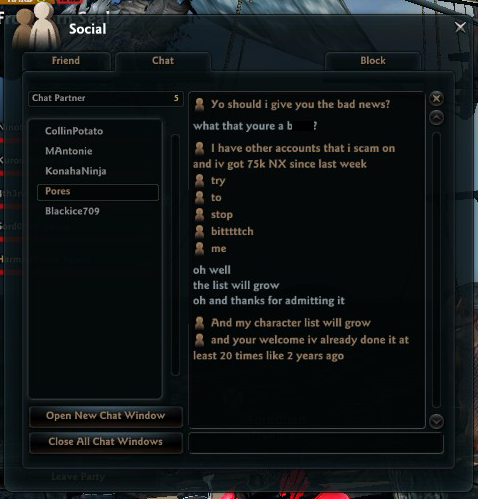 Social
Friend
Chat
Block
Chat Partner 5
CollinPotato
MAntonie
KonahaNinja
Pores
Blackice709
Yo should i give you the bad news?
what that youre a b ?
I have other accounts that i scam on
and iv got 75k NX since last week
try
to
stop
bitttttch
me
oh well
the list will grow
oh and thanks for admitting it
And my character list will grow
and your welcome iv already done it at
least 20 times like 2 years ago
Open New Chat Window
Close All Chat Windows
Leave Party